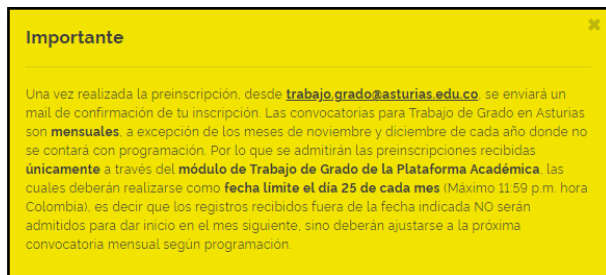 Importante
Una vez realizada la preinscripción, desde trabajo.grado@asturias.edu.co, se enviará un
mail de confirmación de tu inscripción. Las convocatorias para Trabajo de Grado en Asturias
son mensuales, a excepción de los meses de noviembre y diciembre de cada año donde no
se contará con programación. Por lo que se admitirán las preinscripciones recibidas
únicamente a través del módulo de Trabajo de Grado de la Plataforma Académica, las
cuales deberán realizarse como fecha límite el día 25 de cada mes (Máximo 11:59 p.m. hora
Colombia), es decir que los registros recibidos fuera de la fecha indicada NO serán
admitidos para dar inicio en el mes siguiente, sino deberán ajustarse a la próxima
convocatoria mensual según programación.